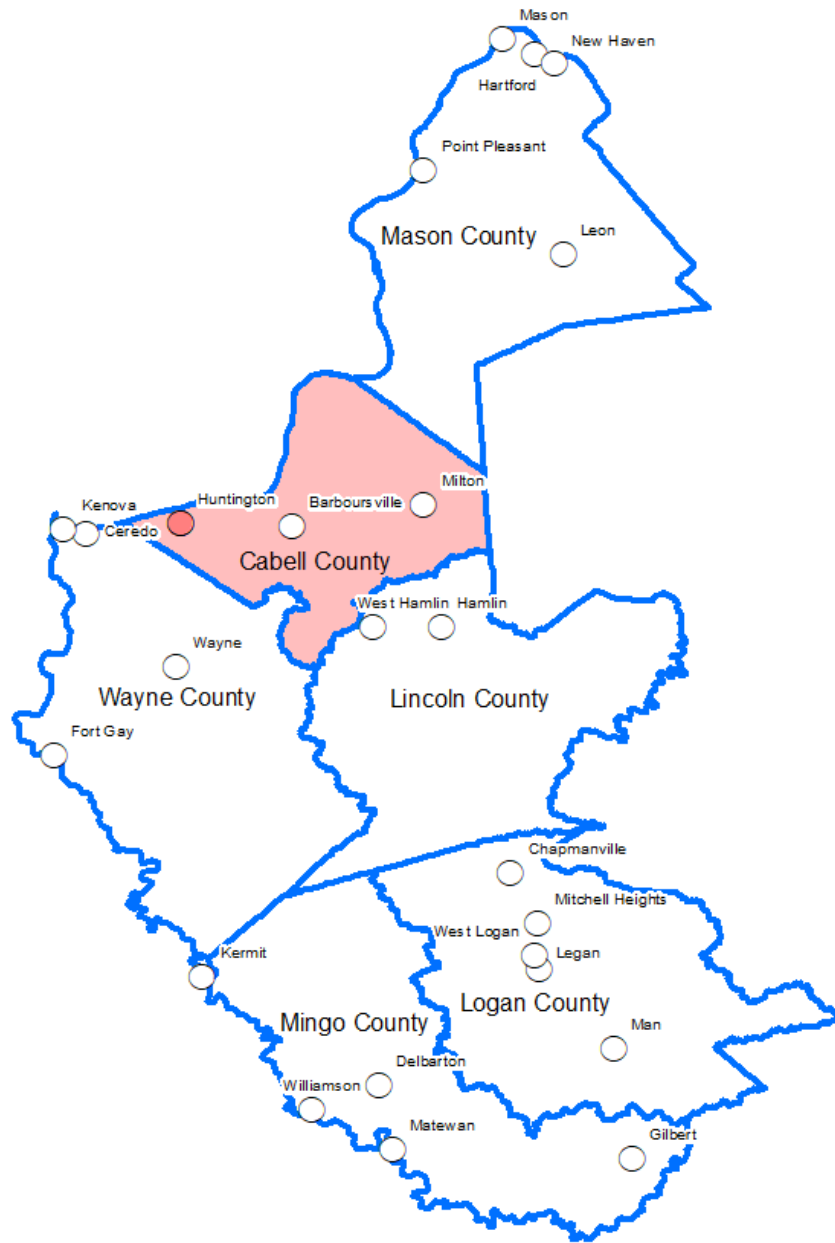 Mason
New Haven
Hartford
Point Pleasant
Mason County
Leon
Milton
Huntington
Barboursville
Kenova
Ceredo
Cabell County
West Hamlin
Hamlin
Wayne
Wayne County
Lincoln County
Fort Gay
Chapmanville
Mitchell Heights
West Logan
Legan
Kermit
Logan County
Mingo County
Man
Delbarton
Williamson
Matewan
Gilbert